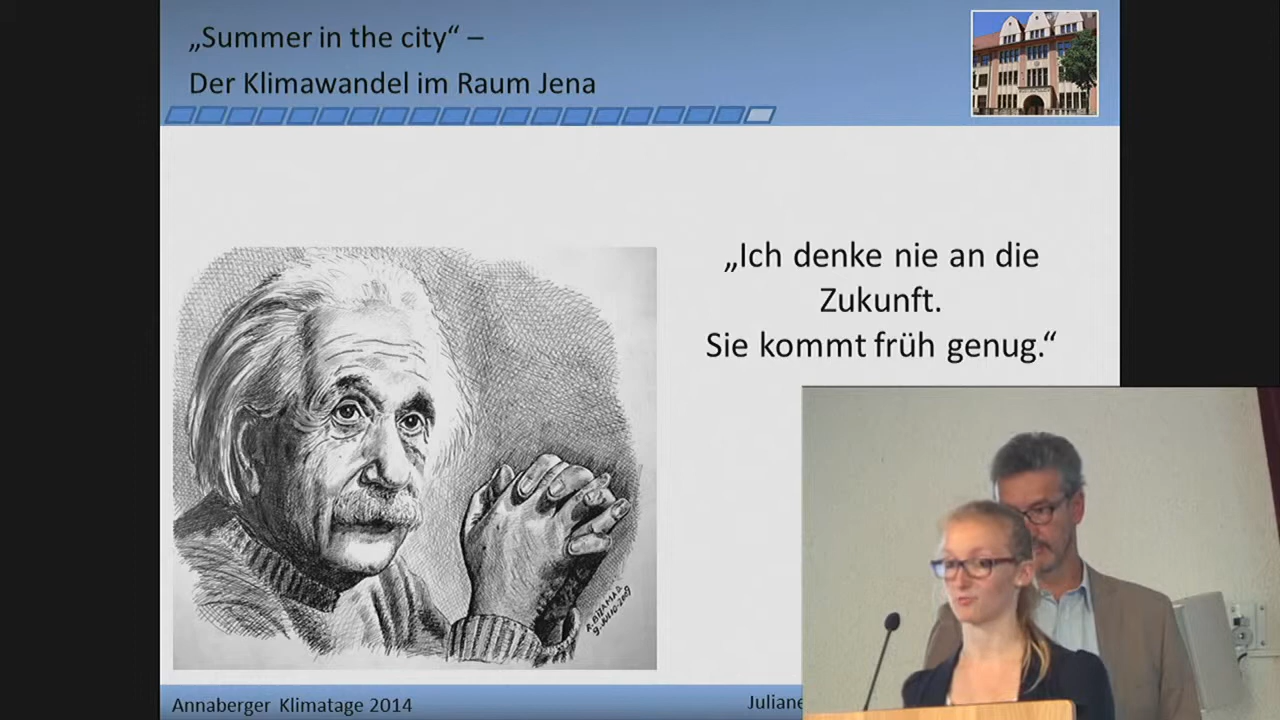 „Summer in the city“ –
Der Klimawandel im Raum Jena
„Ich denke nie an die
Zukunft.
Sie kommt früh genug.“
Annaberger Klimatage 2014
Juliane